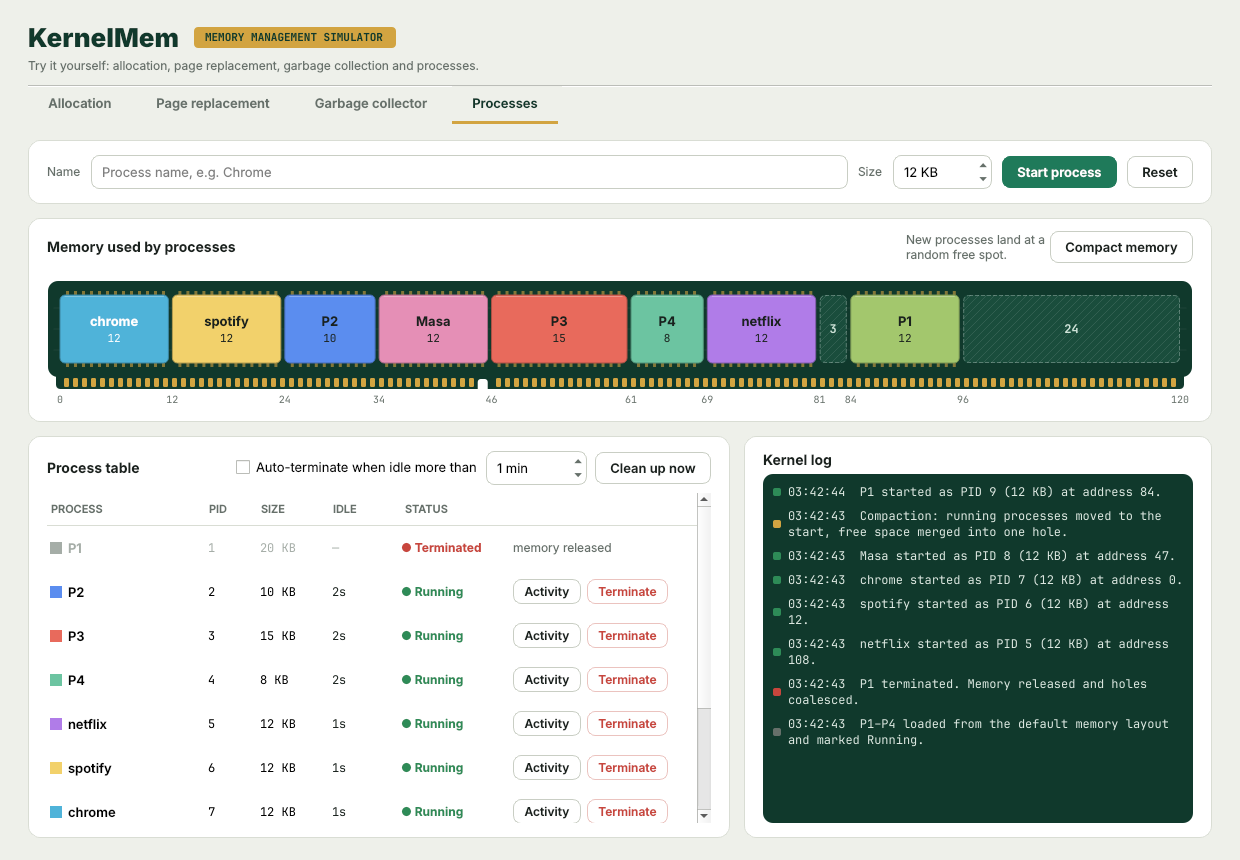 KernelMem MEMORY MANAGEMENT SIMULATOR
Try it yourself: allocation, page replacement, garbage collection and processes.
Allocation Page replacement Garbage collector Processes
Name Process name, e.g. Chrome Size 12 KB Start process Reset
Memory used by processes
New processes land at a
random free spot.
Compact memory
chrome spotify P2 Masa P3 P4 netflix P1
12 12 10 12 15 8 12 3 12 24
0 12 24 34 46 61 69 81 84 96 120
Process table Auto-terminate when idle more than 1 min Clean up now
PROCESS PID SIZE IDLE STATUS
P1 1 20 KB — Terminated memory released
P2 2 10 KB 2s Running Activity Terminate
P3 3 15 KB 2s Running Activity Terminate
P4 4 8 KB 2s Running Activity Terminate
netflix 5 12 KB 1s Running Activity Terminate
spotify 6 12 KB 1s Running Activity Terminate
chrome 7 12 KB 1s Running Activity Terminate
Kernel log
03:42:44 P1 started as PID 9 (12 KB) at address 84.
03:42:43 Compaction: running processes moved to the
start, free space merged into one hole.
03:42:43 Masa started as PID 8 (12 KB) at address 47.
03:42:43 chrome started as PID 7 (12 KB) at address 0.
03:42:43 spotify started as PID 6 (12 KB) at address
12.
03:42:43 netflix started as PID 5 (12 KB) at address
108.
03:42:43 P1 terminated. Memory released and holes
coalesced.
03:42:43 P1–P4 loaded from the default memory layout
and marked Running.